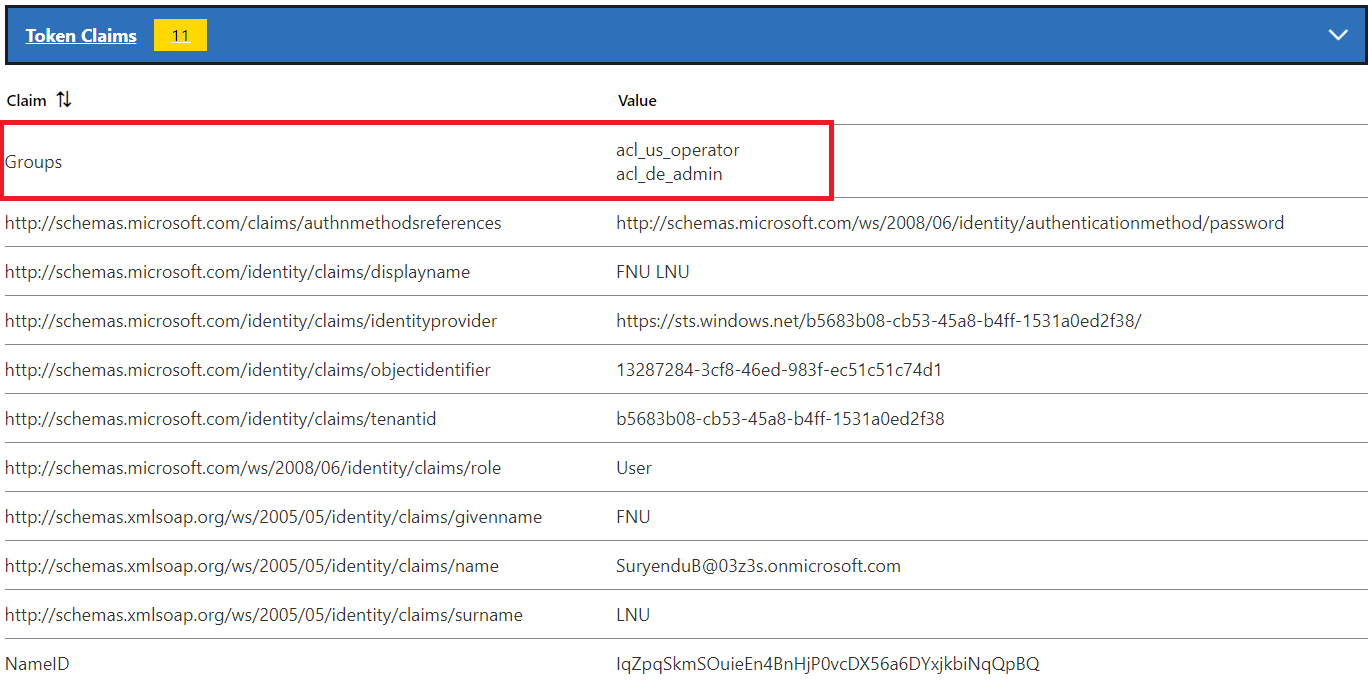 Token Claims 11
Claim Value
Groups acl_us_operator
acl_de_admin
http://schemas.microsoft.com/claims/authnmethodsreferences http://schemas.microsoft.com/ws/2008/06/identity/authenticationmethod/password
http://schemas.microsoft.com/identity/claims/displayname FNU LNU
http://schemas.microsoft.com/identity/claims/identityprovider https://sts.windows.net/b5683b08-cb53-45a8-b4ff-1531a0ed2f38/
http://schemas.microsoft.com/identity/claims/objectidentifier 13287284-3cf8-46ed-983f-ec51c51c74d1
http://schemas.microsoft.com/identity/claims/tenantid b5683b08-cb53-45a8-b4ff-1531a0ed2f38
http://schemas.microsoft.com/ws/2008/06/identity/claims/role User
http://schemas.xmlsoap.org/ws/2005/05/identity/claims/givenname FNU
http://schemas.xmlsoap.org/ws/2005/05/identity/claims/name SuryenduB@03z3s.onmicrosoft.com
http://schemas.xmlsoap.org/ws/2005/05/identity/claims/surname LNU
NameID IqZpqSkmSOuieEn4BnHjP0vcDX56a6DYxjkbiNqQpBQ